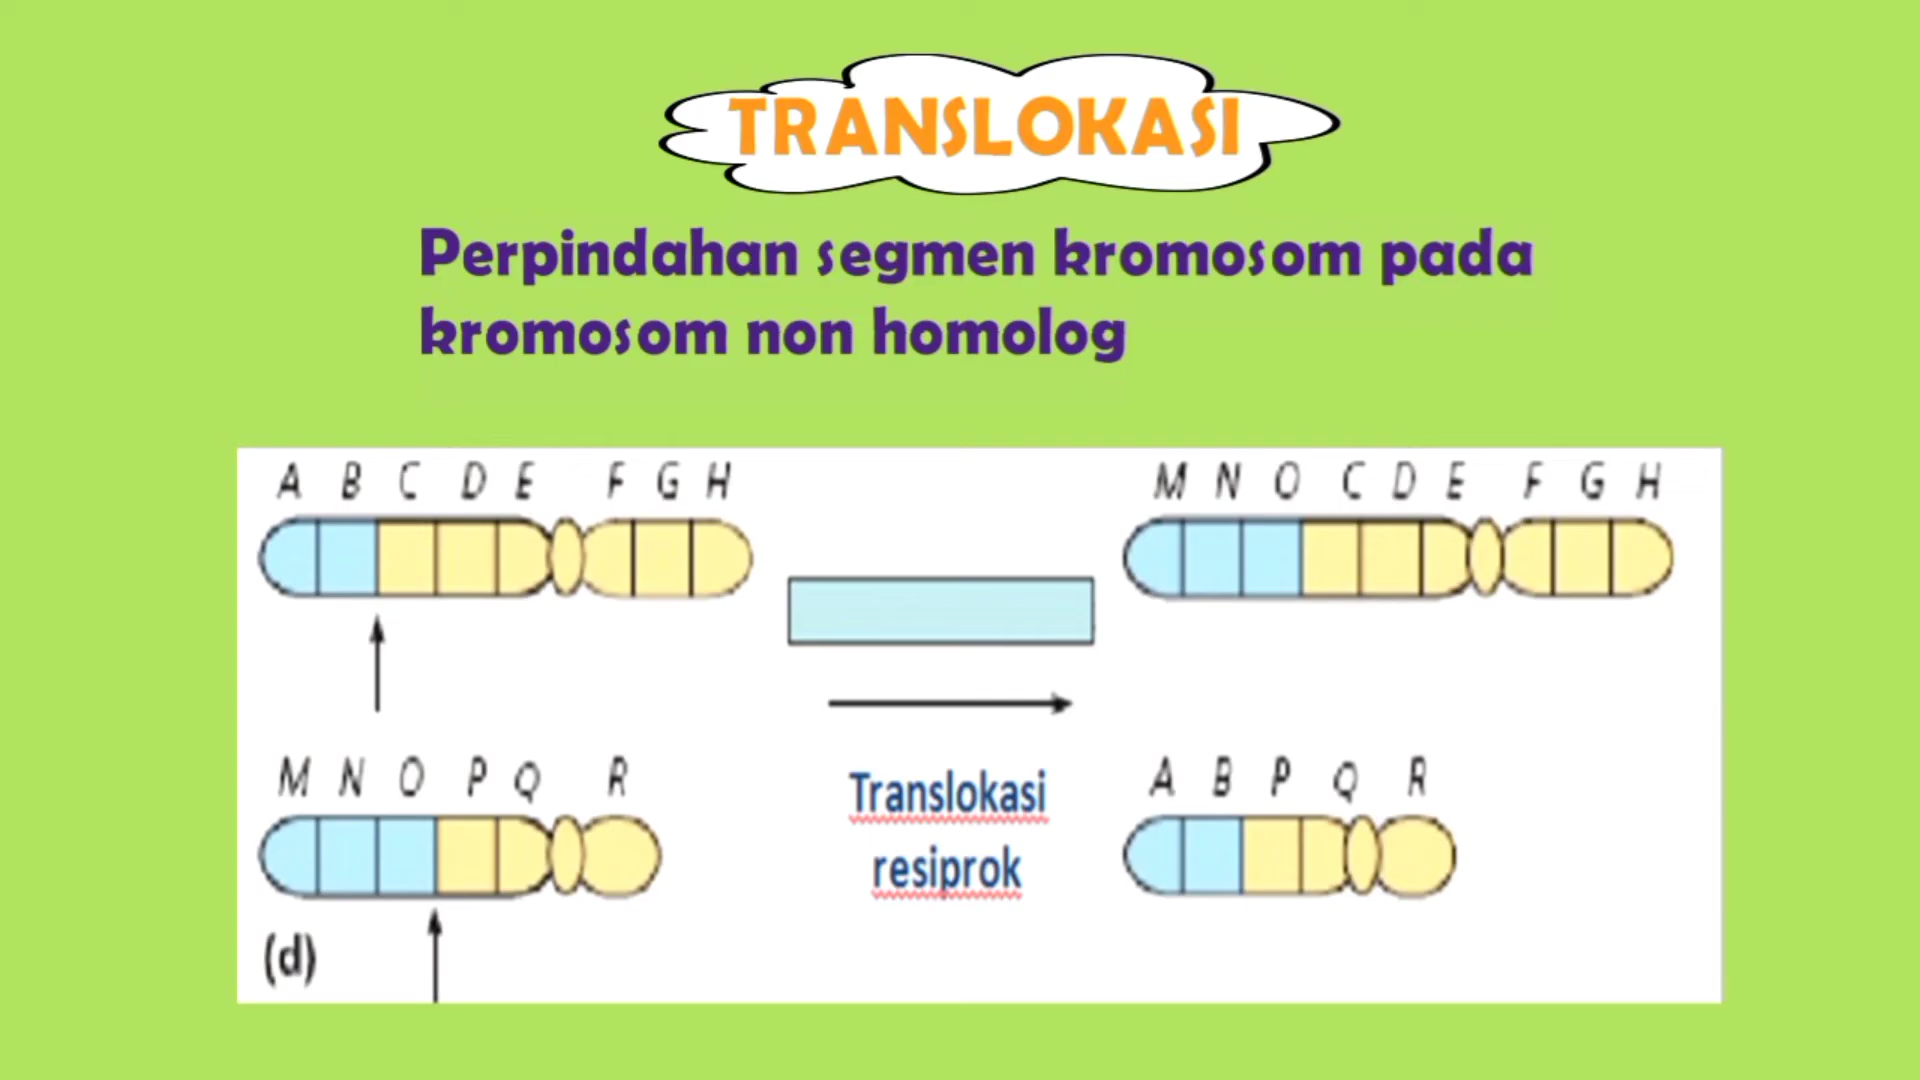 TRANSLOKASI
Perpindahan segmen kromosom pada
kromosom non homolog
A B C D E F G H
M N O C D E F G H
M N O P Q R
Translokasi
resiprok
A B P Q R
(d)